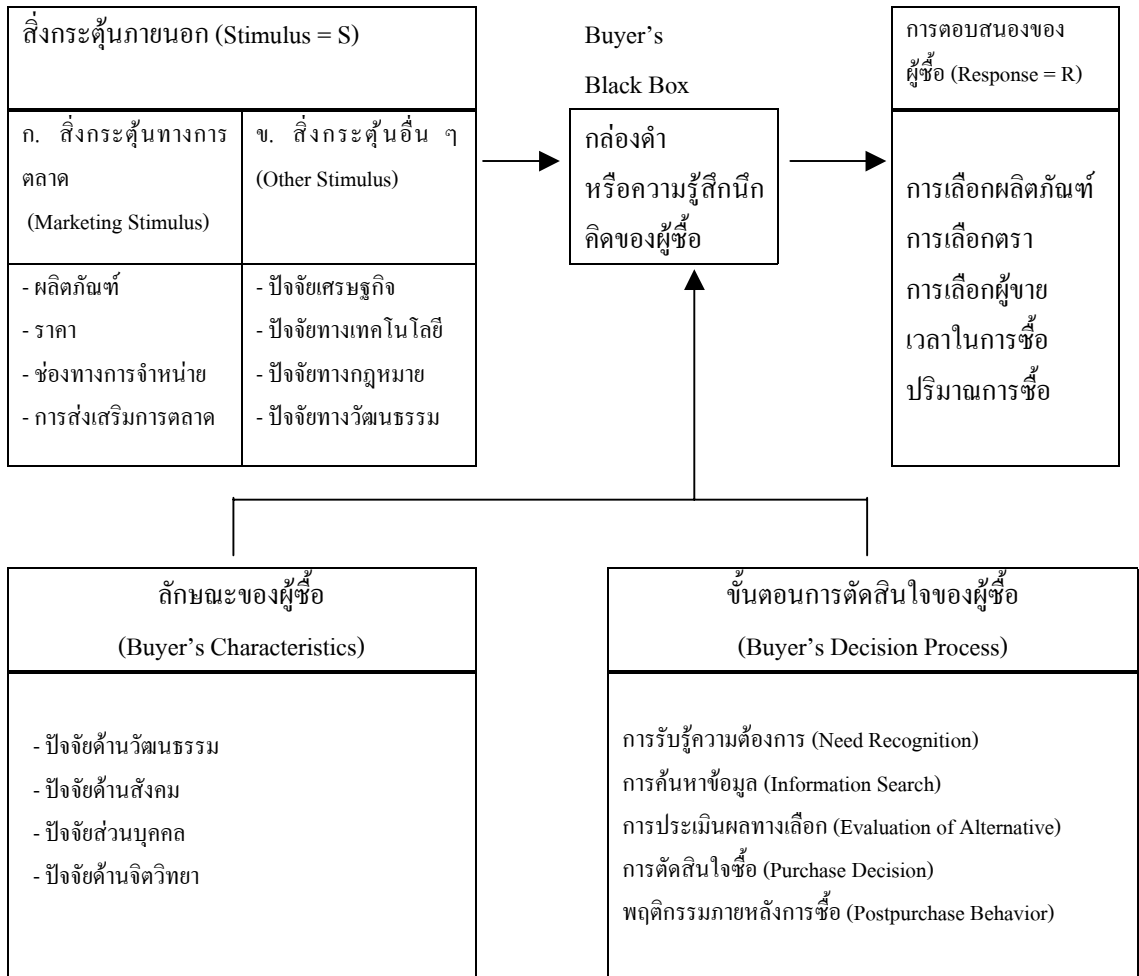 สิ่งกระตุ้นภายนอก (Stimulus = S)
ก. สิ่งกระตุ้นทางการ
ตลาด
(Marketing Stimulus)
ข. สิ่งกระตุ้นอื่น ๆ
(Other Stimulus)
- ผลิตภัณฑ์
- ราคา
- ช่องทางการจำหน่าย
- การส่งเสริมการตลาด
- ปัจจัยเศรษฐกิจ
- ปัจจัยทางเทคโนโลยี
- ปัจจัยทางกฎหมาย
- ปัจจัยทางวัฒนธรรม
Buyer’s
Black Box
กล่องดำ
หรือความรู้สึกนึก
คิดของผู้ซื้อ
การตอบสนองของ
ผู้ซื้อ (Response = R)
การเลือกผลิตภัณฑ์
การเลือกตรา
การเลือกผู้ขาย
เวลาในการซื้อ
ปริมาณการซื้อ
ลักษณะของผู้ซื้อ
(Buyer’s Characteristics)
- ปัจจัยด้านวัฒนธรรม
- ปัจจัยด้านสังคม
- ปัจจัยส่วนบุคคล
- ปัจจัยด้านจิตวิทยา
ขั้นตอนการตัดสินใจของผู้ซื้อ
(Buyer’s Decision Process)
การรับรู้ความต้องการ (Need Recognition)
การค้นหาข้อมูล (Information Search)
การประเมินผลทางเลือก (Evaluation of Alternative)
การตัดสินใจซื้อ (Purchase Decision)
พฤติกรรมภายหลังการซื้อ (Postpurchase Behavior)